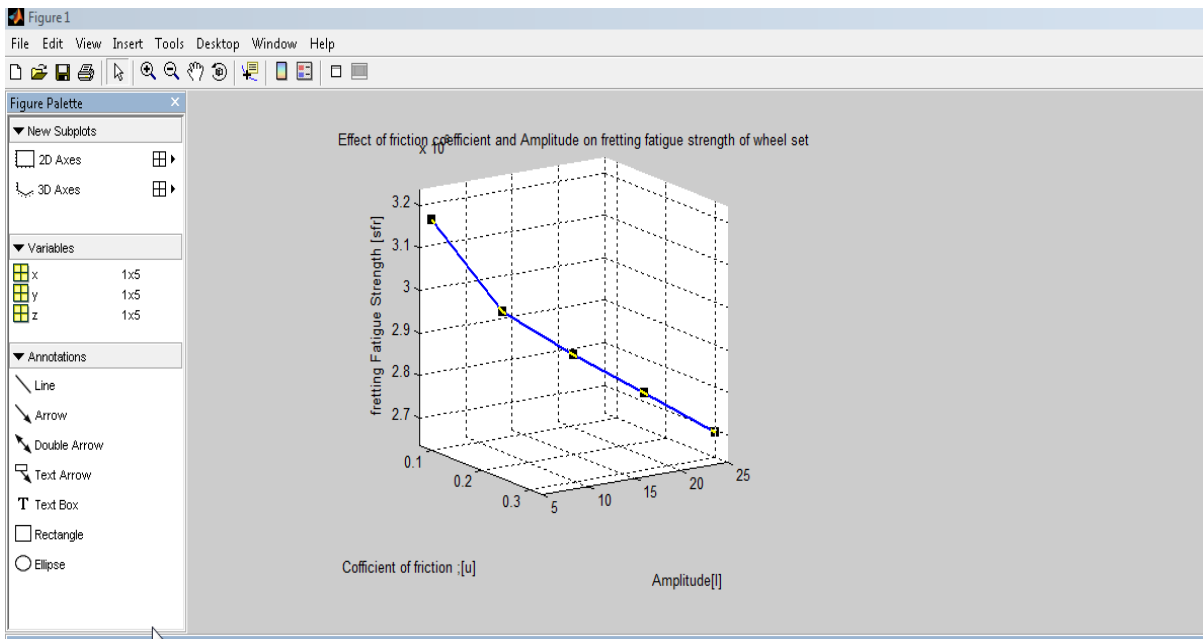 Figure 1
File Edit View Insert Tools Desktop Window Help
Figure Palette
New Subplots
2D Axes
3D Axes
Variables
x 1x5
y 1x5
z 1x5
Annotations
Line
Arrow
Double Arrow
Text Arrow
T Text Box
Rectangle
Ellipse
Effect of friction coefficient and Amplitude on fretting fatigue strength of wheel set
x 10
3.2
3.1
3
2.9
2.8
2.7
fretting Fatigue Strength [sfr]
0.1
0.2
0.3
5
10
15
20
25
Cofficient of friction ;[u]
Amplitude[l]